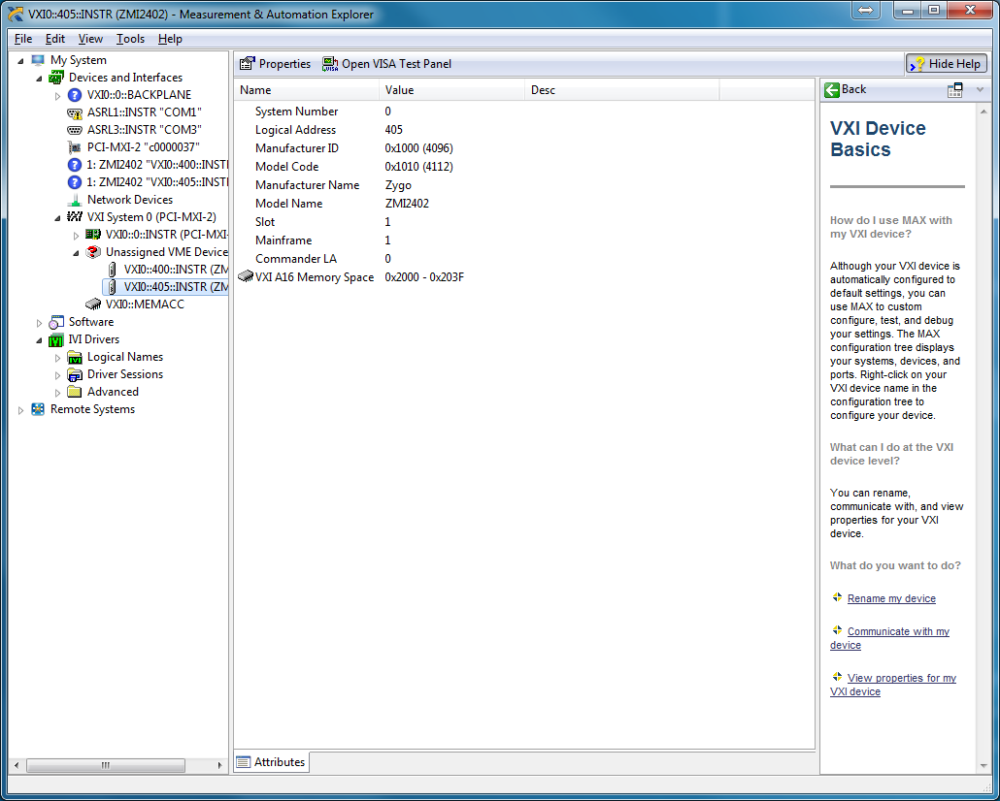 VXI0::405::INSTR (ZMI2402) - Measurement & Automation Explorer
File Edit View Tools Help
My System
Devices and Interfaces
VXI0::0::BACKPLANE
ASRL1::INSTR "COM1"
ASRL3::INSTR "COM3"
PCI-MXI-2 "c0000037"
1: ZMI2402 "VXI0::400::INSTR
1: ZMI2402 "VXI0::405::INSTR
Network Devices
VXI System 0 (PCI-MXI-2)
VXI0::0::INSTR (PCI-MXI-
Unassigned VME Device
VXI0::400::INSTR (ZM
VXI0::405::INSTR (ZM
VXI0::MEMACC
Software
IVI Drivers
Logical Names
Driver Sessions
Advanced
Remote Systems
Properties Open VISA Test Panel Hide Help
Name Value Desc
System Number 0
Logical Address 405
Manufacturer ID 0x1000 (4096)
Model Code 0x1010 (4112)
Manufacturer Name Zygo
Model Name ZMI2402
Slot 1
Mainframe 1
Commander LA 0
VXI A16 Memory Space 0x2000 - 0x203F
Attributes
Back
VXI Device
Basics
How do I use MAX with
my VXI device?
Although your VXI device is
automatically configured to
default settings, you can
use MAX to custom
configure, test, and debug
your settings. The MAX
configuration tree displays
your systems, devices, and
ports. Right-click on your
VXI device name in the
configuration tree to
configure your device.
What can I do at the VXI
device level?
You can rename,
communicate with, and view
properties for your VXI
device.
What do you want to do?
Rename my device
Communicate with my
device
View properties for my
VXI device